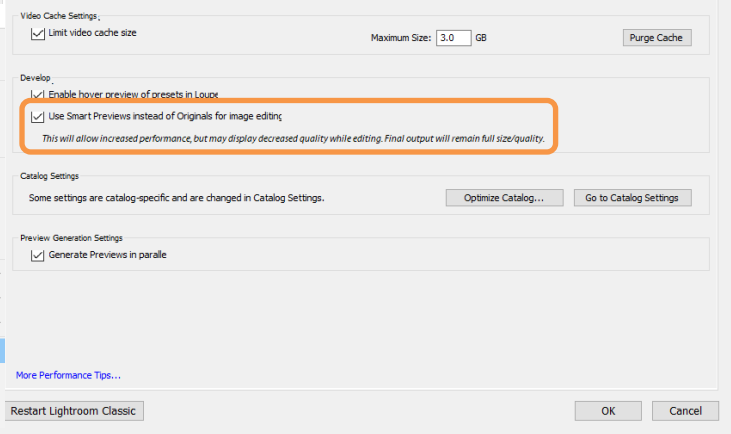 Video Cache Settings
Limit video cache size
Maximum Size: 3.0 GB
Purge Cache
Develop
Enable hover preview of presets in Loupe
Use Smart Previews instead of Originals for image editing
This will allow increased performance, but may display decreased quality while editing. Final output will remain full size/quality.
Catalog Settings
Some settings are catalog-specific and are changed in Catalog Settings.
Optimize Catalog...
Go to Catalog Settings
Preview Generation Settings
Generate Previews in paralle
More Performance Tips...
Restart Lightroom Classic
OK
Cancel